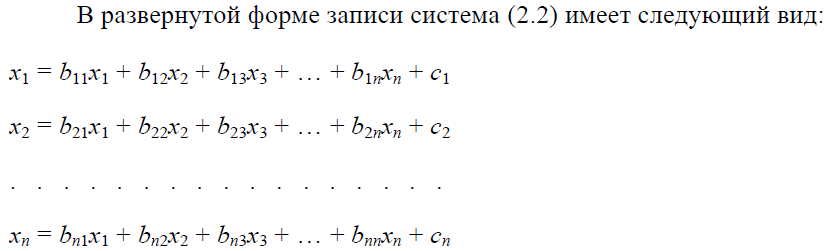 В развернутой форме записи система (2.2) имеет следующий вид:
x₁ = b₁₁x₁ + b₁₂x₂ + b₁₃x₃ + … + b₁ₙxₙ + c₁
x₂ = b₂₁x₁ + b₂₂x₂ + b₂₃x₃ + … + b₂ₙxₙ + c₂
. . . . . . . . . . . . . . . . .
xₙ = bₙ₁x₁ + bₙ₂x₂ + bₙ₃x₃ + … + bₙₙxₙ + cₙ